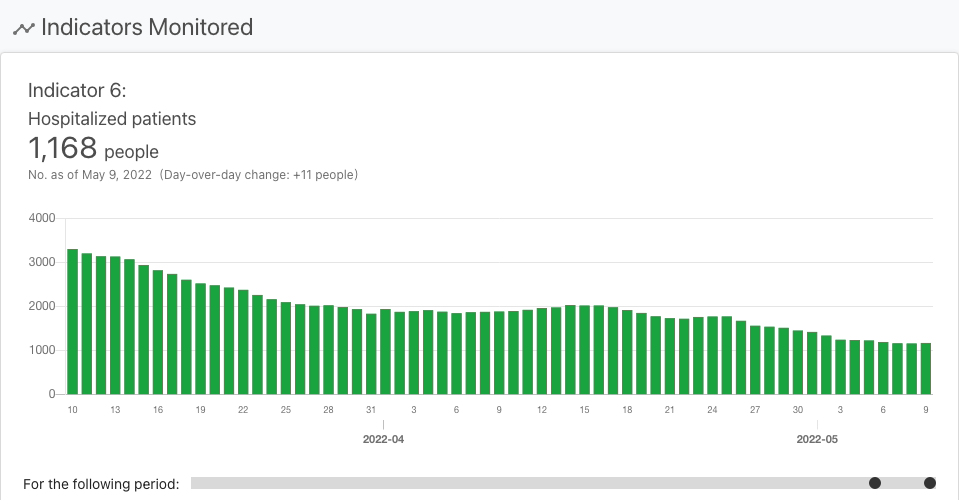 Indicators Monitored
Indicator 6:
Hospitalized patients
1,168 people
No. as of May 9, 2022 (Day-over-day change: +11 people)
4000
3000
2000
1000
0
10 13 16 19 22 25 28 31 3 6 9 12 15 18 21 24 27 30 3 6 9
2022-04 2022-05
For the following period: